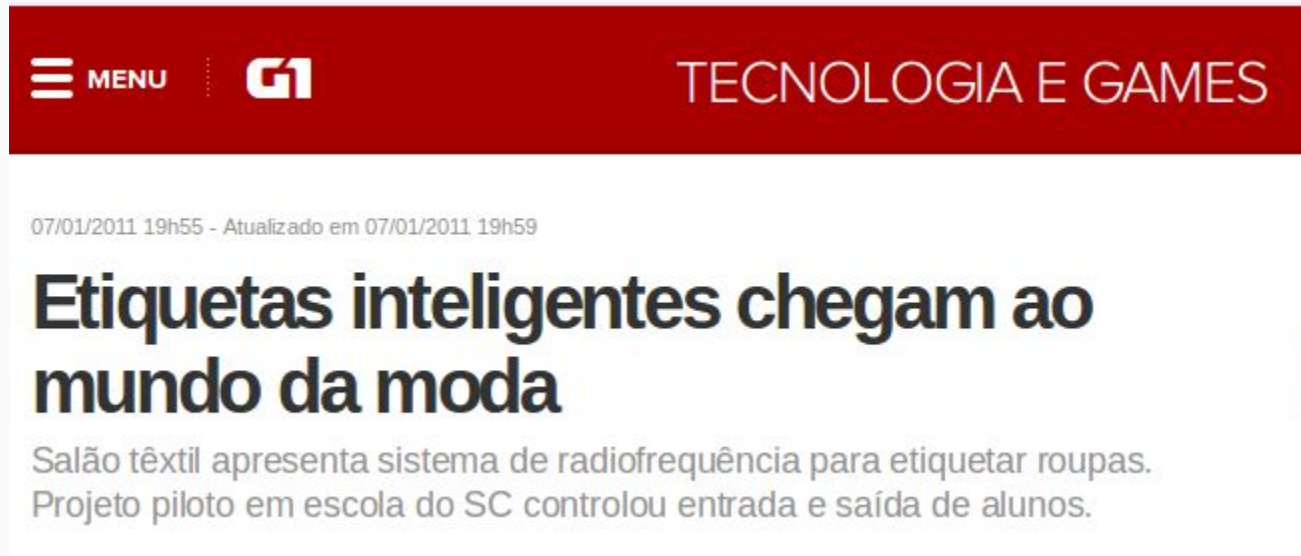 MENU G1 TECNOLOGIA E GAMES
07/01/2011 19h55 - Atualizado em 07/01/2011 19h59
Etiquetas inteligentes chegam ao
mundo da moda
Salão têxtil apresenta sistema de radiofrequência para etiquetar roupas.
Projeto piloto em escola do SC controlou entrada e saída de alunos.